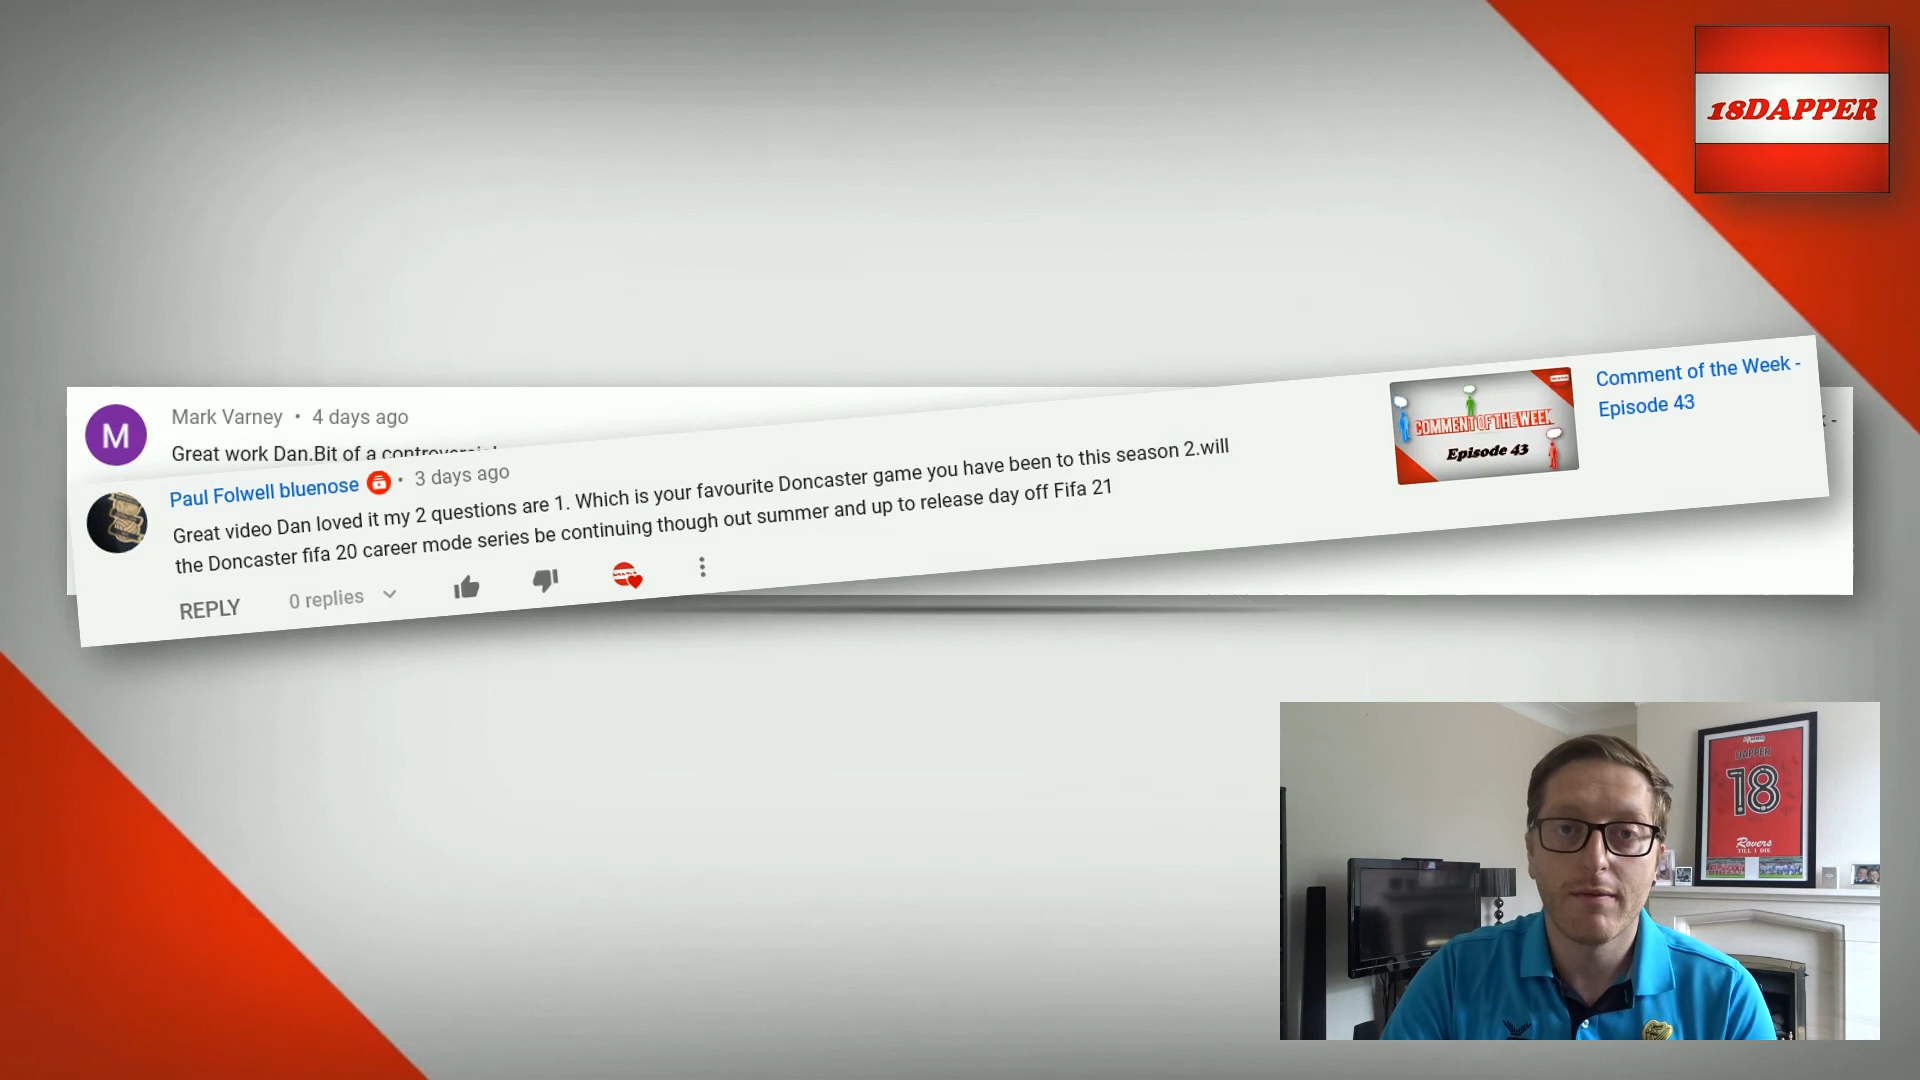 18DAPPER
Mark Varney • 4 days ago
Great work Dan.Bit of a
Paul Folwell bluenose • 3 days ago
Great video Dan loved it my 2 questions are 1. Which is your favourite Doncaster game you have been to this season 2.will
the Doncaster fifa 20 career mode series be continuing though out summer and up to release day off Fifa 21
REPLY 0 replies
COMMENT OF THE WEEK
Episode 43
Comment of the Week -
Episode 43
DAPPER
18
Rovers
TILL I DIE